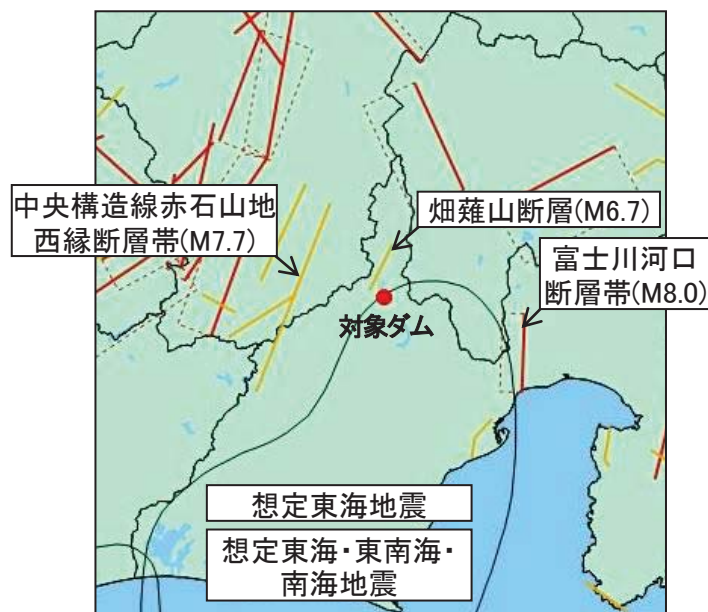 中央構造線赤石山地
西縁断層帯(M7.7)
畑薙山断層(M6.7)
富士川河口
断層帯(M8.0)
対象ダム
想定東海地震
想定東海・東南海・
南海地震